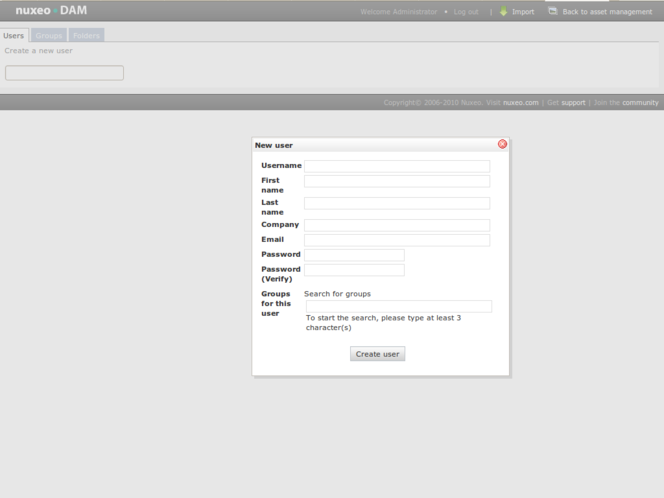 nuxeo DAM
Welcome Administrator • Log out | Import Back to asset management
Users Groups Folders
Create a new user
Copyright© 2006-2010 Nuxeo. Visit nuxeo.com | Get support | Join the community
New user
Username
First
name
Last
name
Company
Email
Password
Password
(Verify)
Groups
for this
user
Search for groups
To start the search, please type at least 3
character(s)
Create user